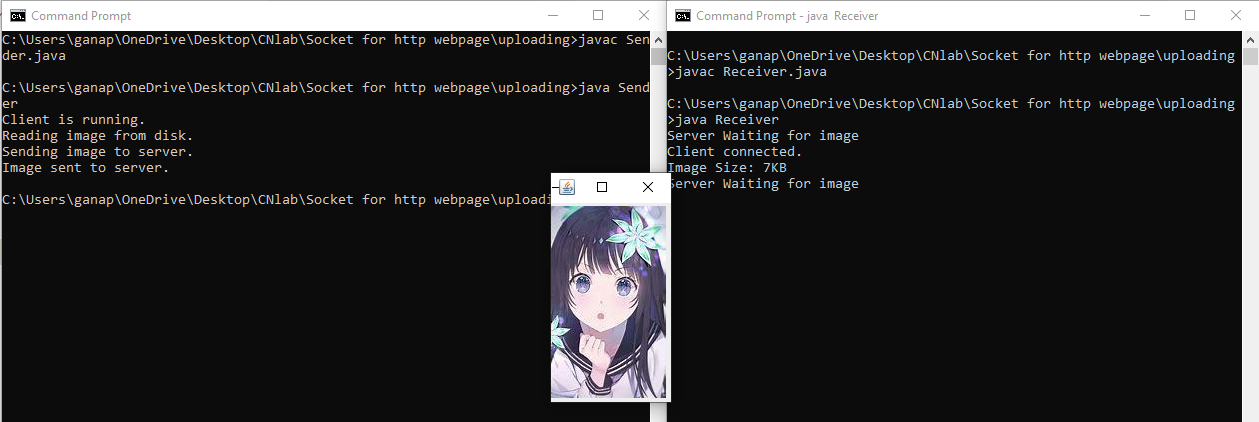 Command Prompt
C:\Users\ganap\OneDrive\Desktop\CNlab\Socket for http webpage\uploading>javac Sen
der.java
C:\Users\ganap\OneDrive\Desktop\CNlab\Socket for http webpage\uploading>java Send
er
Client is running.
Reading image from disk.
Sending image to server.
Image sent to server.
C:\Users\ganap\OneDrive\Desktop\CNlab\Socket for http webpage\uploadi
Command Prompt - java Receiver
C:\Users\ganap\OneDrive\Desktop\CNlab\Socket for http webpage\uploading
>javac Receiver.java
C:\Users\ganap\OneDrive\Desktop\CNlab\Socket for http webpage\uploading
>java Receiver
Server Waiting for image
Client connected.
Image Size: 7KB
Server Waiting for image